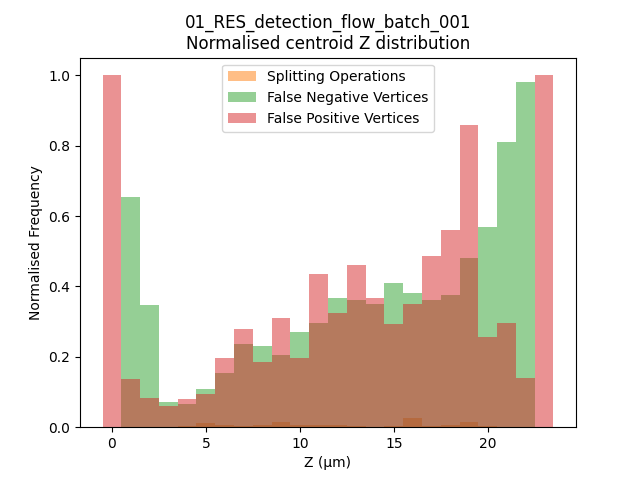 01_RES_detection_flow_batch_001
Normalised centroid Z distribution
Splitting Operations
False Negative Vertices
False Positive Vertices
1.0
0.8
0.6
0.4
0.2
0.0
Normalised Frequency
0
5
10
15
20
Z (μm)